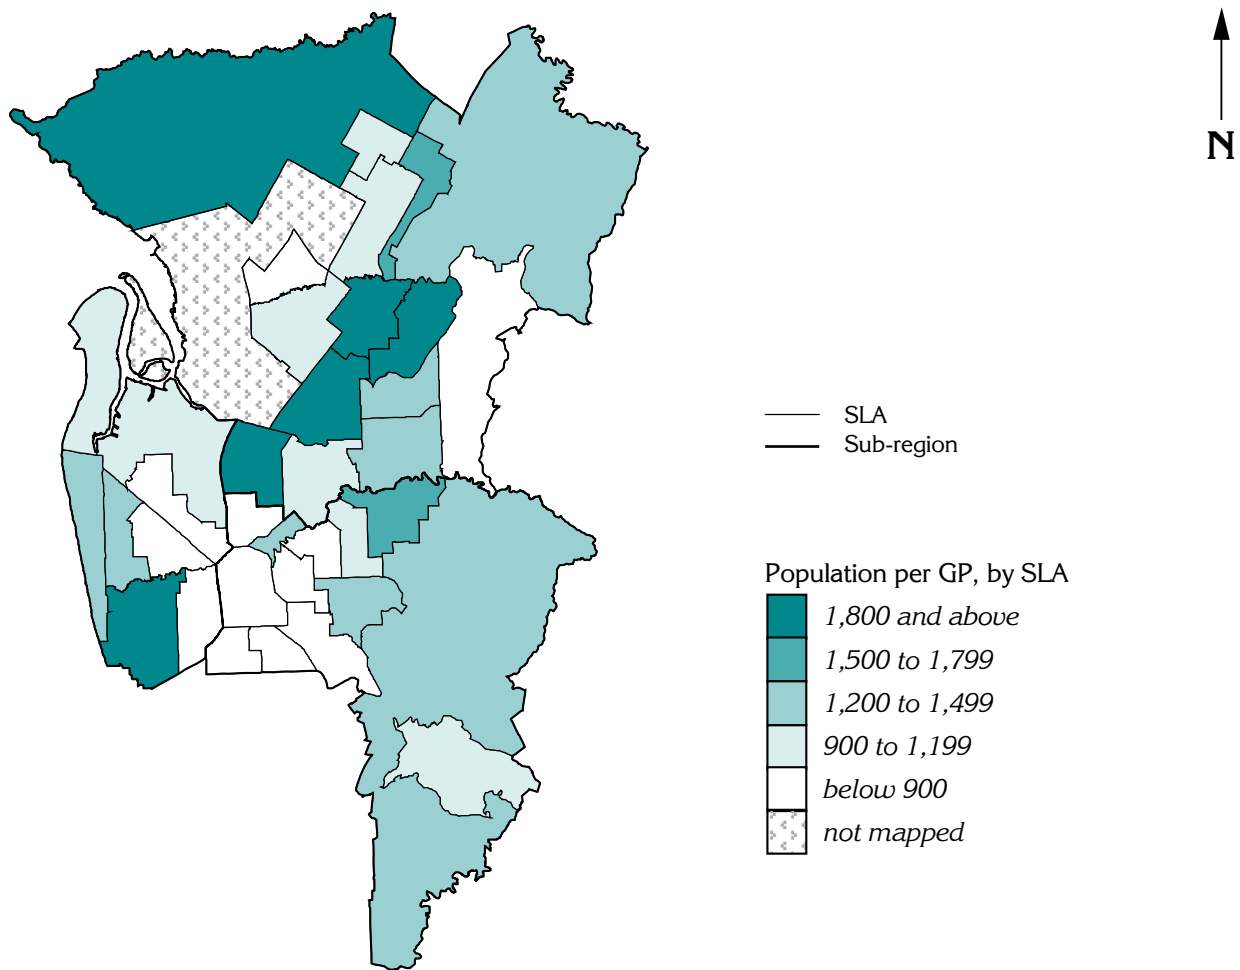 N
SLA
Sub-region
Population per GP, by SLA
1,800 and above
1,500 to 1,799
1,200 to 1,499
900 to 1,199
below 900
not mapped